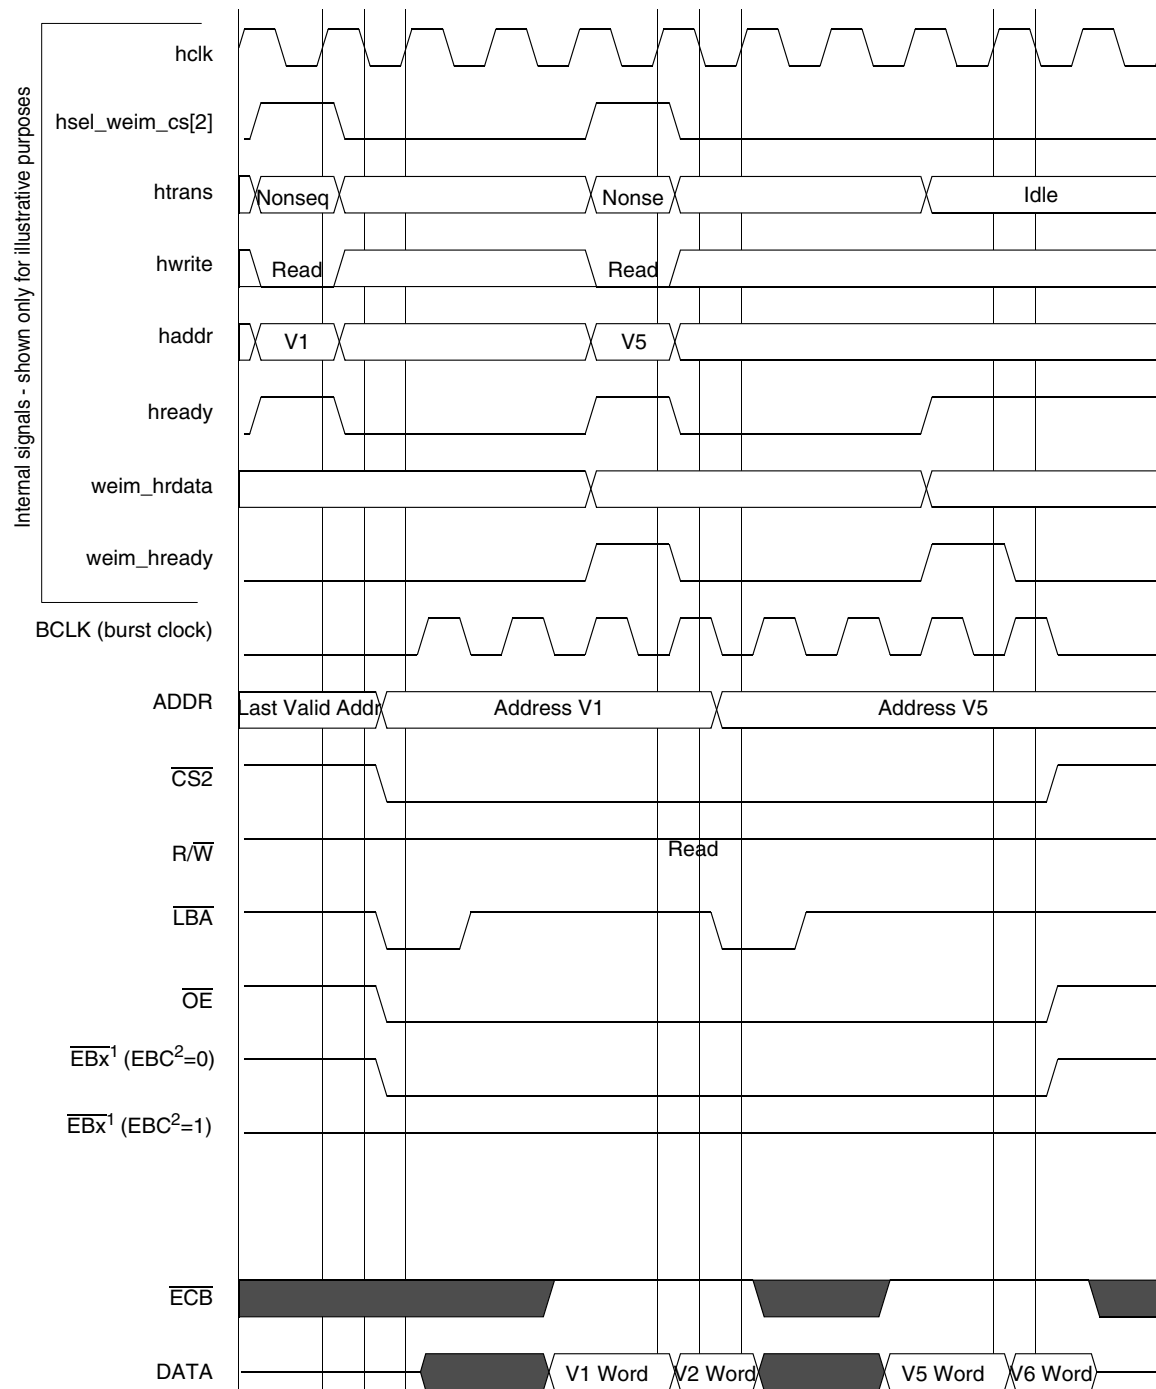 Internal signals - shown only for illustrative purposes
hclk
hsel_weim_cs[2]
htrans Nonseq Nonse Idle
hwrite Read Read
haddr V1 V5
hready
weim_hrdata
weim_hready
BCLK (burst clock)
ADDR Last Valid Addr Address V1 Address V5
CS2
R/W Read
LBA
OE
EBx¹ (EBC²=0)
EBx¹ (EBC²=1)
ECB
DATA V1 Word V2 Word V5 Word V6 Word